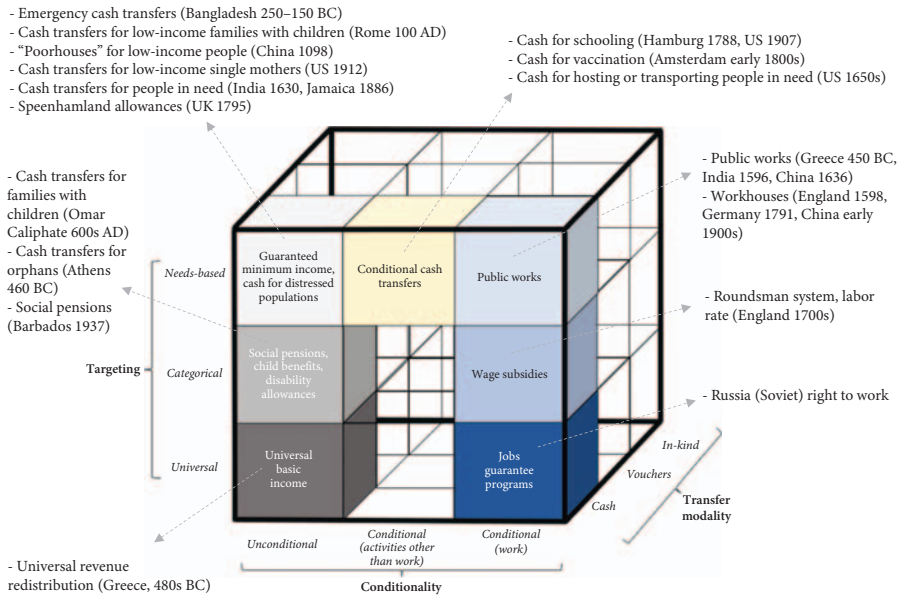 - Emergency cash transfers (Bangladesh 250–150 BC)
- Cash transfers for low-income families with children (Rome 100 AD)
- “Poorhouses” for low-income people (China 1098)
- Cash transfers for low-income single mothers (US 1912)
- Cash transfers for people in need (India 1630, Jamaica 1886)
- Speenhamland allowances (UK 1795)
- Cash for schooling (Hamburg 1788, US 1907)
- Cash for vaccination (Amsterdam early 1800s)
- Cash for hosting or transporting people in need (US 1650s)
- Public works (Greece 450 BC,
India 1596, China 1636)
- Workhouses (England 1598,
Germany 1791, China early
1900s)
- Cash transfers for
families with
children (Omar
Caliphate 600s AD)
- Cash transfers for
orphans (Athens
460 BC)
- Social pensions
(Barbados 1937)
- Roundsman system, labor
rate (England 1700s)
- Russia (Soviet) right to work
Targeting
Needs-based
Categorical
Universal
Guaranteed
minimum income,
cash for distressed
populations
Conditional cash
transfers
Public works
Social pensions,
child benefits,
disability
allowances
Wage subsidies
Universal
basic
income
Jobs
guarantee
programs
In-kind
Vouchers
Cash
Transfer
modality
Unconditional
Conditional
(activities other
than work)
Conditional
(work)
Conditionality
- Universal revenue
redistribution (Greece, 480s BC)